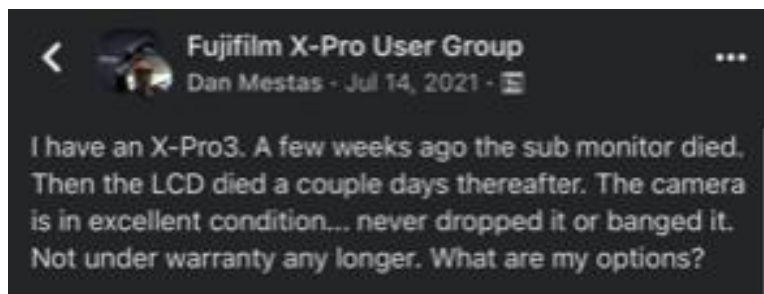 Fujifilm X-Pro User Group
Dan Mestas - Jul 14, 2021 -
I have an X-Pro3. A few weeks ago the sub monitor died.
Then the LCD died a couple days thereafter. The camera
is in excellent condition... never dropped it or banged it.
Not under warranty any longer. What are my options?